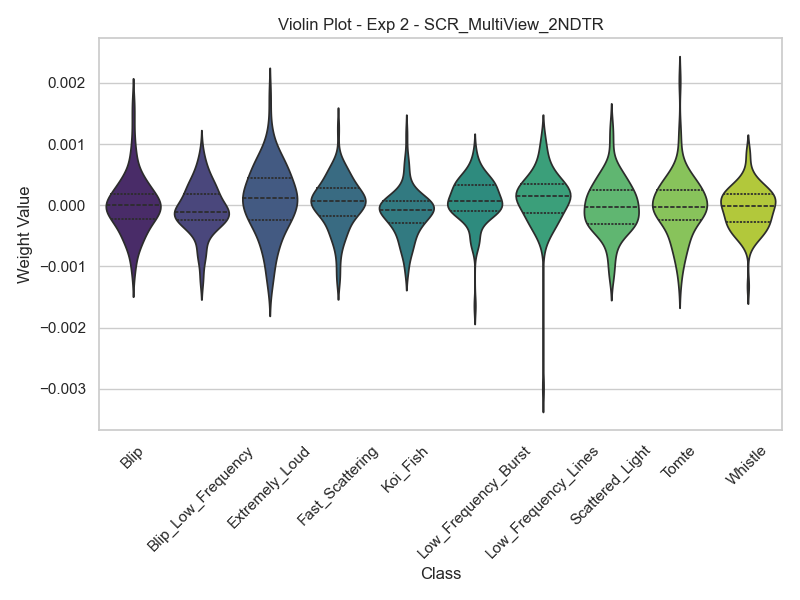 Violin Plot - Exp 2 - SCR_MultiView_2NDTR
Weight Value
0.002
0.001
0.000
−0.001
−0.002
−0.003
Blip
Blip_Low_Frequency
Extremely_Loud
Fast_Scattering
Koi_Fish
Low_Frequency_Burst
Low_Frequency_Lines
Scattered_Light
Tomte
Whistle
Class